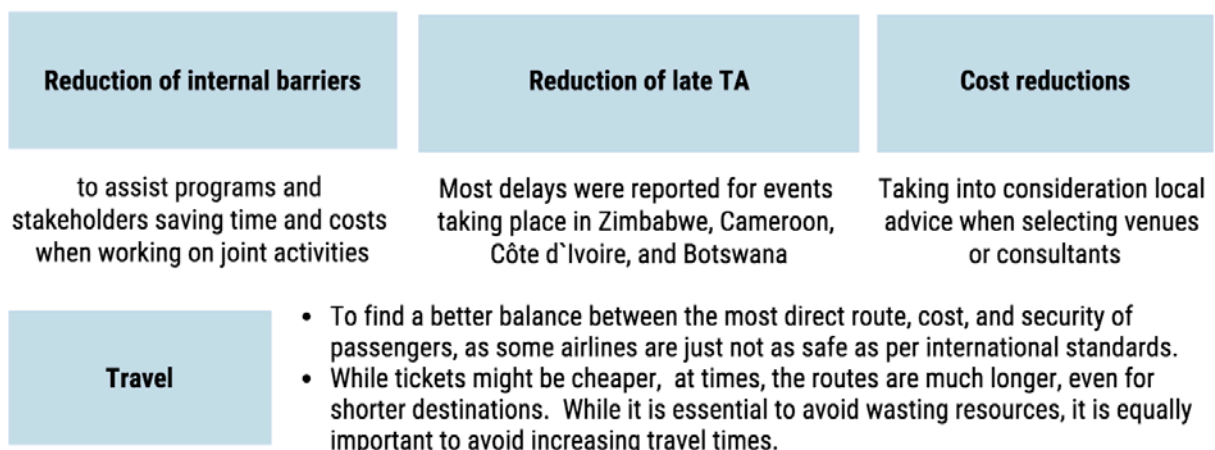 Reduction of internal barriers
to assist programs and
stakeholders saving time and costs
when working on joint activities
Reduction of late TA
Most delays were reported for events
taking place in Zimbabwe, Cameroon,
Côte d`Ivoire, and Botswana
Cost reductions
Taking into consideration local
advice when selecting venues
or consultants
Travel
• To find a better balance between the most direct route, cost, and security of
passengers, as some airlines are just not as safe as per international standards.
• While tickets might be cheaper,  at times, the routes are much longer, even for
shorter destinations.  While it is essential to avoid wasting resources, it is equally
important to avoid increasing travel times.